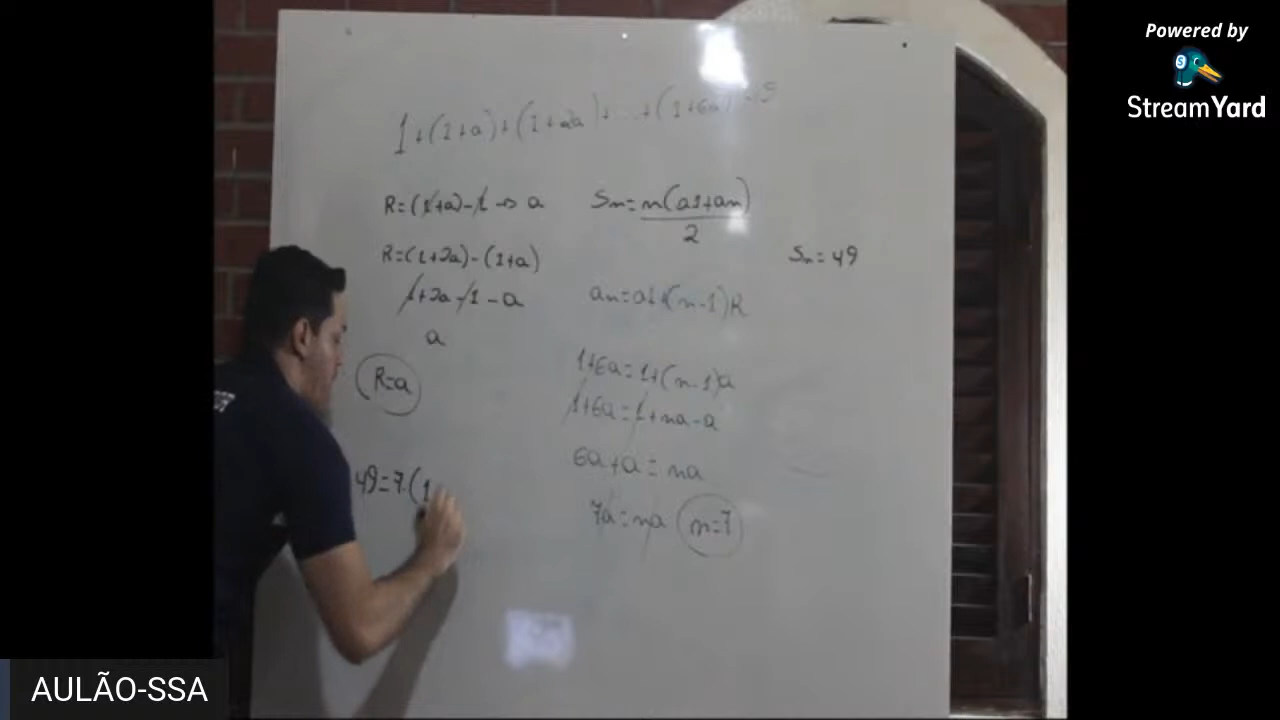 Powered by
StreamYard
1+(1+a)+(1+2a)+...+(1+6a)=49
R=(1+a)-1→a
Sn=n(a1+an)
2
R=(1+2a)-(1+a)
Sn=49
1+2a-1-a
an=a1+(n-1)R
a
1+6a=1+(n-1)a
R=a
1+6a=1+na-a
6a+a=na
49=7.(1
7a=na n=7
AULÃO-SSA